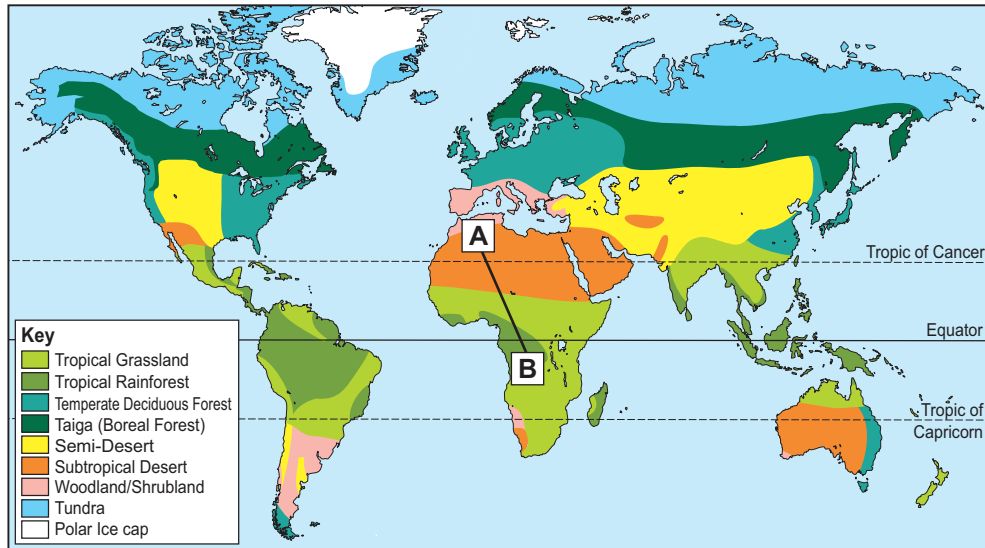 A
Tropic of Cancer
Equator
B
Tropic of
Capricorn
Key
Tropical Grassland
Tropical Rainforest
Temperate Deciduous Forest
Taiga (Boreal Forest)
Semi-Desert
Subtropical Desert
Woodland/Shrubland
Tundra
Polar Ice cap